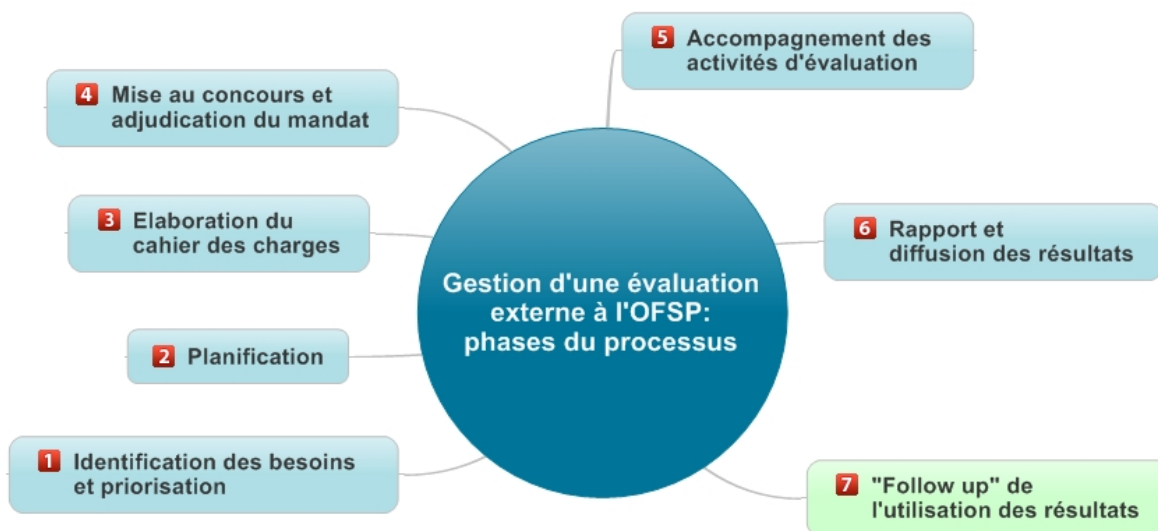 5 Accompagnement des
activités d'évaluation
4 Mise au concours et
adjudication du mandat
3 Elaboration du
cahier des charges
6 Rapport et
diffusion des résultats
Gestion d'une évaluation
externe à l'OFSP:
phases du processus
2 Planification
1 Identification des besoins
et priorisation
7 "Follow up" de
l'utilisation des résultats